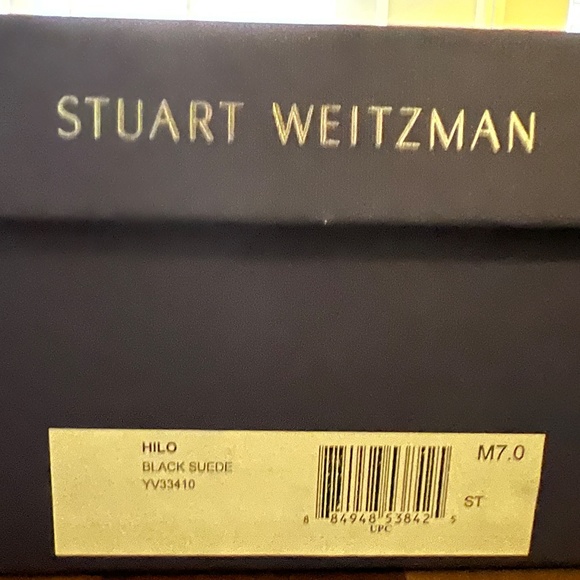 STUART WEITZMAN
HILO
BLACK SUEDE
YV33410
M7.0
ST
8 84948 53842 5
UPC